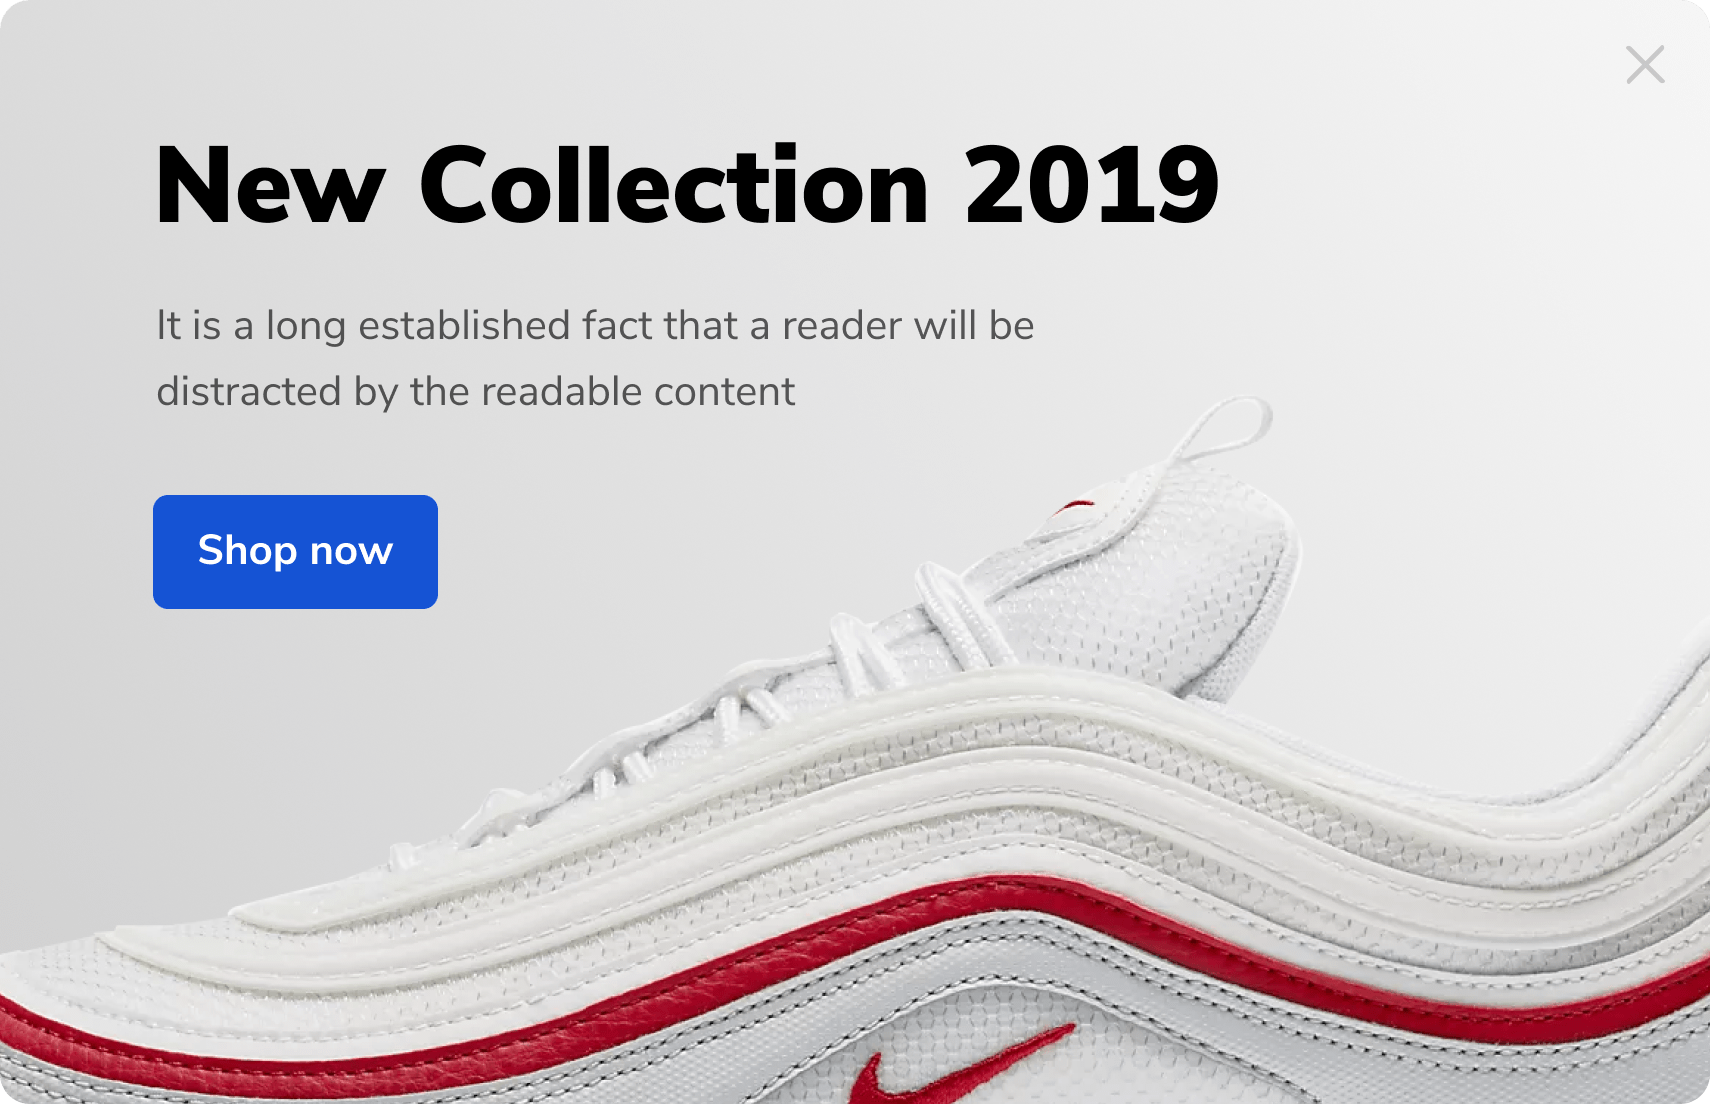 New Collection 2019
It is a long established fact that a reader will be
distracted by the readable content
Shop now